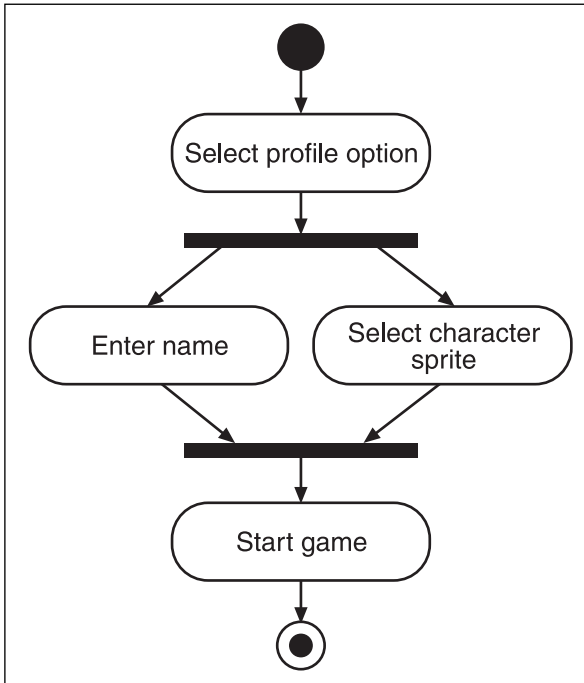 Select profile option
Enter name
Select character
sprite
Start game